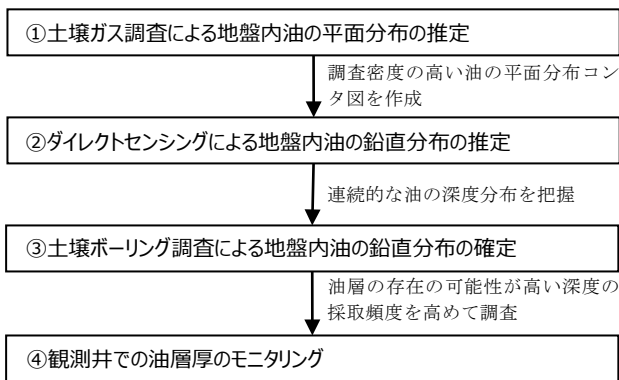 ①土壌ガス調査による地盤内油の平面分布の推定
調査密度の高い油の平面分布コン
タ図を作成
②ダイレクトセンシングによる地盤内油の鉛直分布の推定
連続的な油の深度分布を把握
③土壌ボーリング調査による地盤内油の鉛直分布の確定
油層の存在の可能性が高い深度の
採取頻度を高めて調査
④観測井での油層厚のモニタリング